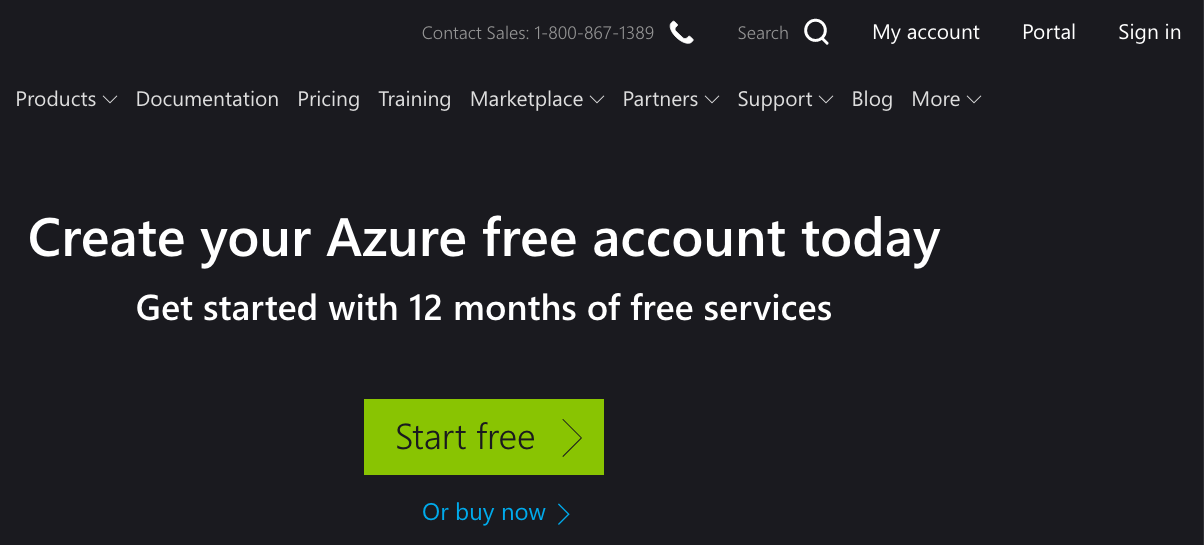 Contact Sales: 1-800-867-1389 Search My account Portal Sign in
Products Documentation Pricing Training Marketplace Partners Support Blog More
Create your Azure free account today
Get started with 12 months of free services
Start free
Or buy now